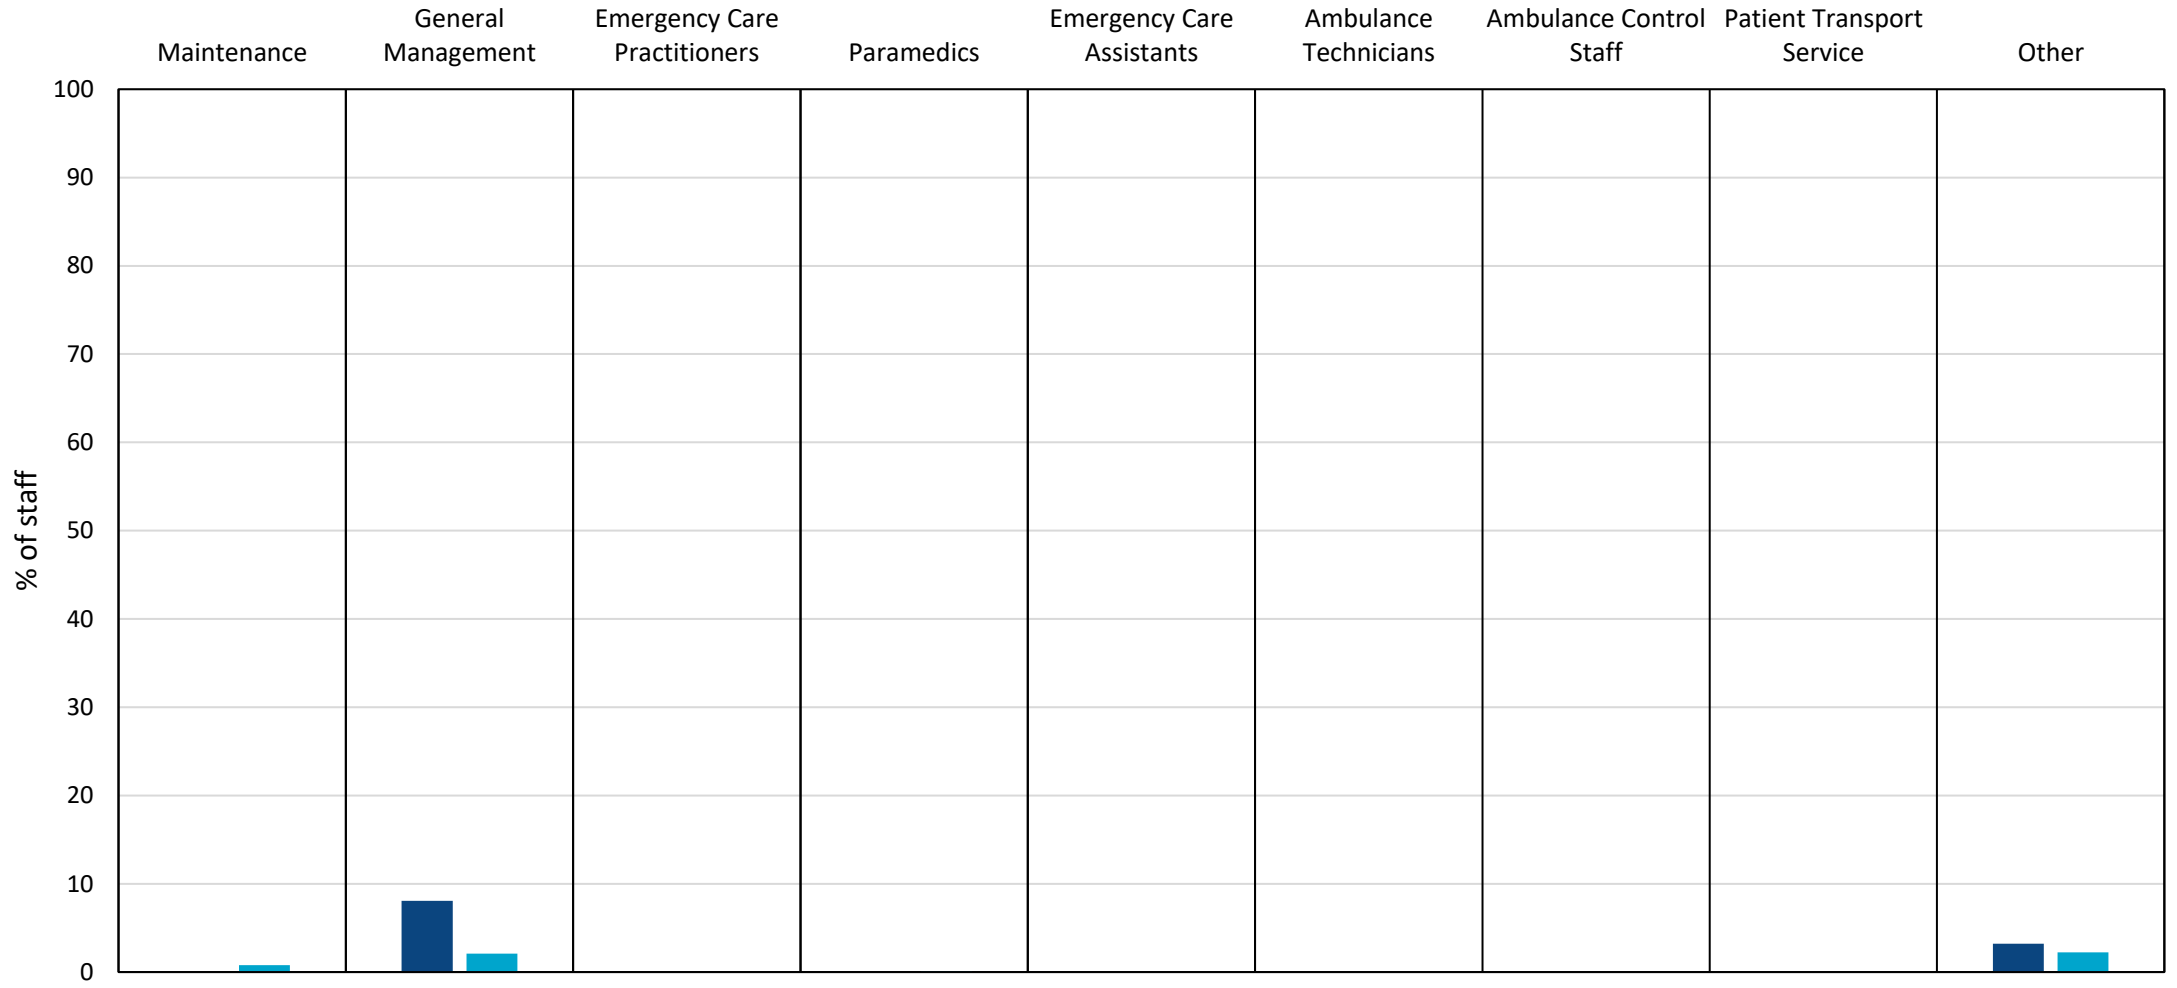 Maintenance
General
Management
Emergency Care
Practitioners
Paramedics
Emergency Care
Assistants
Ambulance
Technicians
Ambulance Control
Staff
Patient Transport
Service
Other
100
90
80
70
60
50
40
30
20
10
0
% of staff